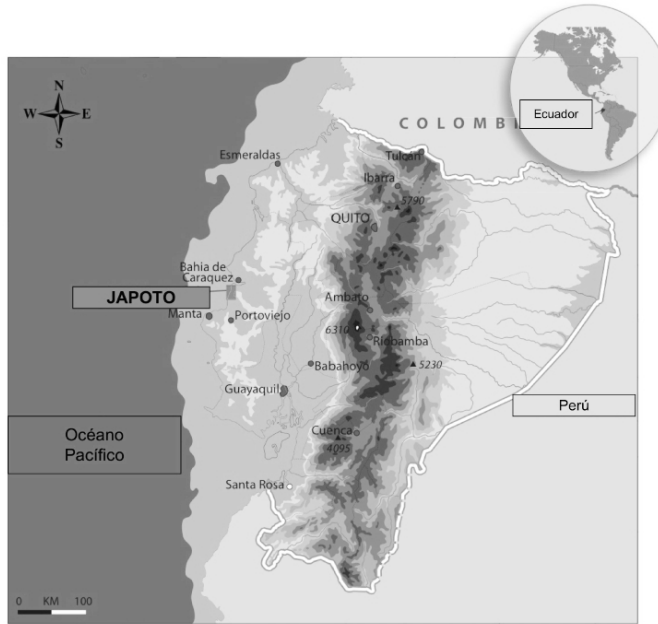 N
W E
S
Ecuador
COLOMBI
Esmeraldas
Tulcán
Ibarra
5790
QUITO
Bahia de
Caraquez
JAPOTO
Manta
Portoviejo
Ambato
6310
Riobamba
Babahoyo
5230
Guayaquil
Perú
Océano
Pacífico
Cuenca
4095
Santa Rosa
0 KM 100